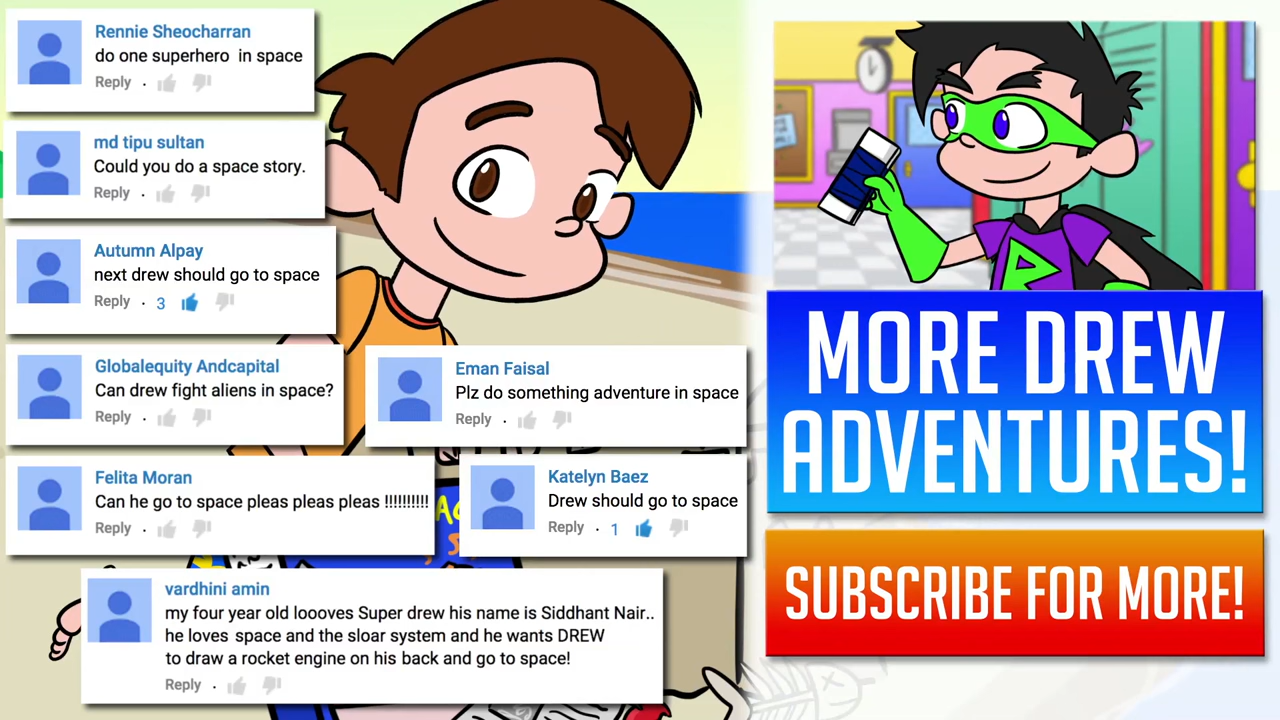 Rennie Sheocharran
do one superhero in space
Reply
md tipu sultan
Could you do a space story.
Reply
Autumn Alpay
next drew should go to space
Reply · 3
Globalequity Andcapital
Can drew fight aliens in space?
Reply
Eman Faisal
Plz do something adventure in space
Reply
Felita Moran
Can he go to space pleas pleas pleas !!!!!!!!!!
Reply
Katelyn Baez
Drew should go to space
Reply · 1
vardhini amin
my four year old loooves Super drew his name is Siddhant Nair..
he loves space and the sloar system and he wants DREW
to draw a rocket engine on his back and go to space!
Reply
MORE DREW
ADVENTURES!
SUBSCRIBE FOR MORE!